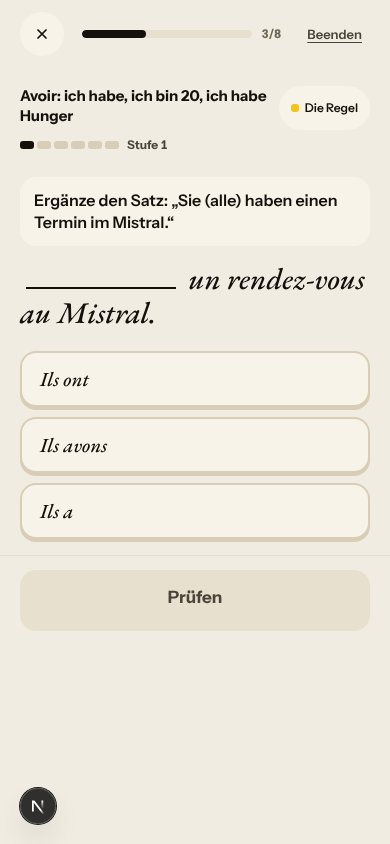 ✕ 3/8 Beenden
Avoir: ich habe, ich bin 20, ich habe
Hunger
Die Regel
Stufe 1
Ergänze den Satz: „Sie (alle) haben einen
Termin im Mistral.“
un rendez-vous
au Mistral.
Ils ont
Ils avons
Ils a
Prüfen
N